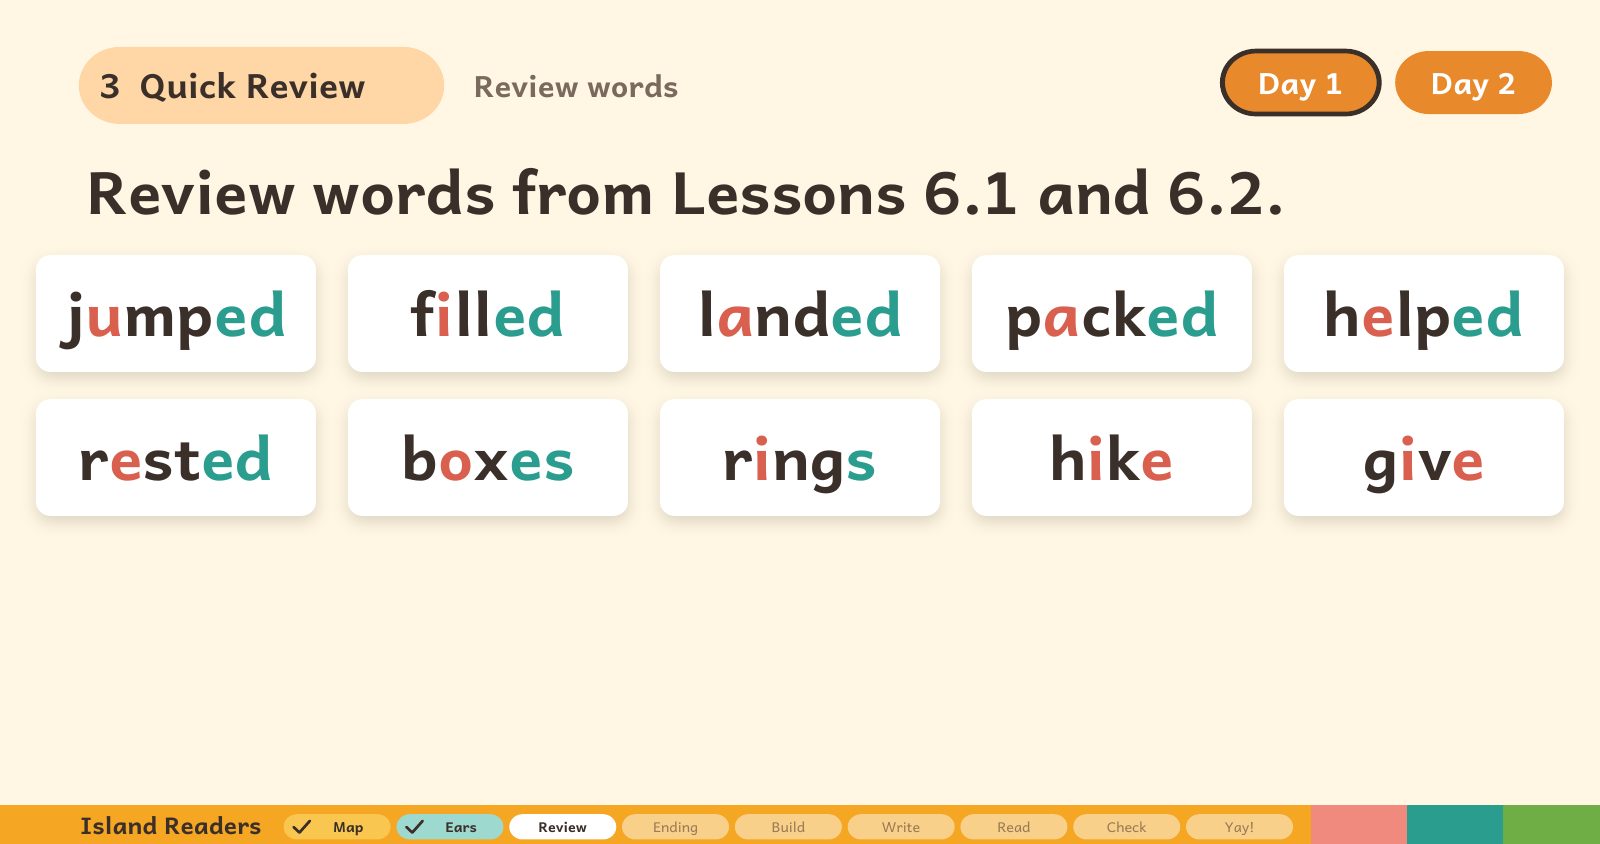 3 Quick Review
Review words
Day 1
Day 2
Review words from Lessons 6.1 and 6.2.
jumped filled landed packed helped
rested boxes rings hike give
Island Readers Map Ears Review Ending Build Write Read Check Yay!